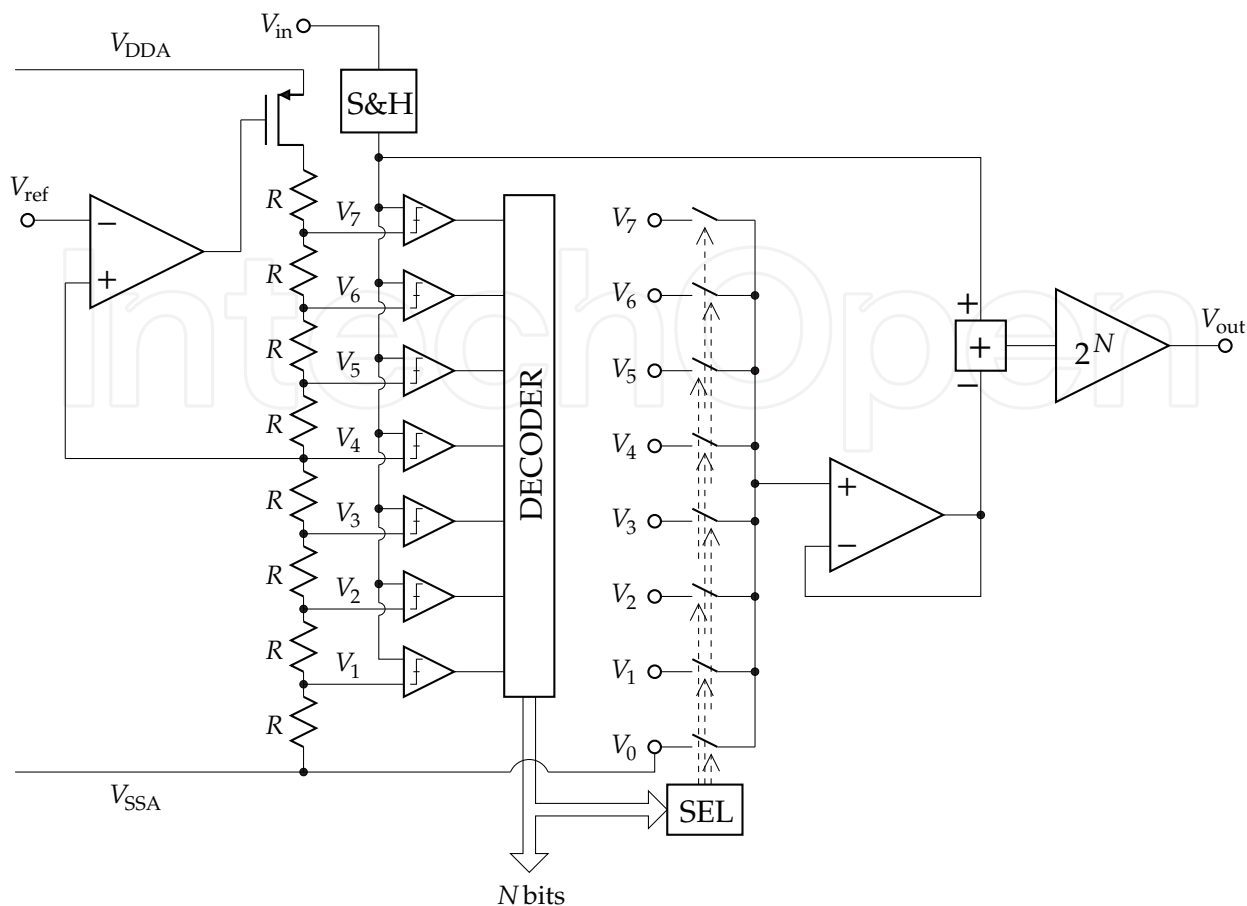 V_in
V_DDA
S&H
V_ref
−
+
R
R
R
R
R
R
R
R
V_7
V_6
V_5
V_4
V_3
V_2
V_1
DECODER
V_7
V_6
V_5
V_4
V_3
V_2
V_1
V_0
+
−
+
+
−
2^N
V_out
V_SSA
SEL
N bits
IntechOpen